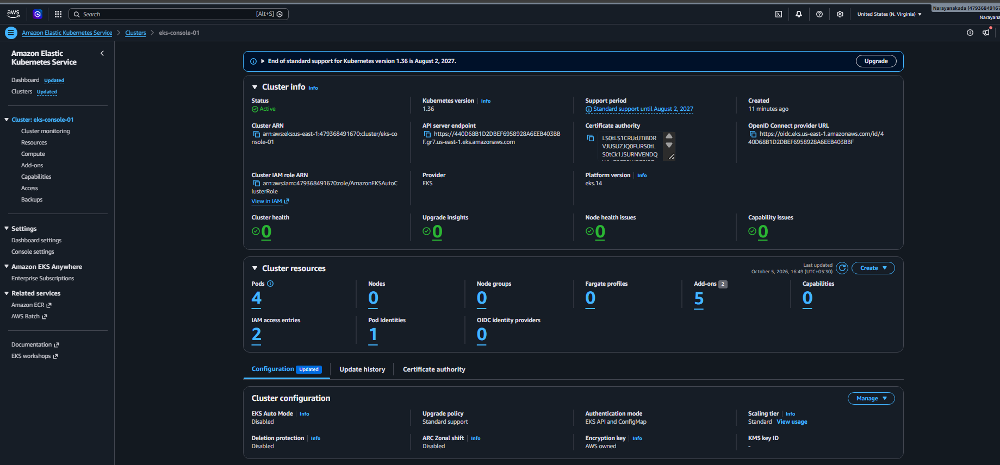 aws
Search
[Alt+S]
United States (N. Virginia)
Narayanakada (47936849167
Narayana
Amazon Elastic Kubernetes Service
Clusters
eks-console-01
Amazon Elastic
Kubernetes Service
Dashboard Updated
Clusters Updated
Cluster: eks-console-01
Cluster monitoring
Resources
Compute
Add-ons
Capabilities
Access
Backups
Settings
Dashboard settings
Console settings
Amazon EKS Anywhere
Enterprise Subscriptions
Related services
Amazon ECR
AWS Batch
Documentation
EKS workshops
End of standard support for Kubernetes version 1.36 is August 2, 2027.
Upgrade
Cluster info Info
Status
Active
Kubernetes version Info
1.36
Support period
Standard support until August 2, 2027
Created
11 minutes ago
Cluster ARN
arn:aws:eks:us-east-1:479368491670:cluster/eks-co
nsole-01
API server endpoint
https://440D68B1D2DBEF6958928A6EEB403BB
F.gr7.us-east-1.eks.amazonaws.com
Certificate authority
LS0tLS1CRUdJTiBDR
VJUSUZJQ0FURS0tL
S0tCk1JSURNVENDQ
OpenID Connect provider URL
https://oidc.eks.us-east-1.amazonaws.com/id/4
40D68B1D2DBEF6958928A6EEB403BBF
Cluster IAM role ARN
arn:aws:iam::479368491670:role/AmazonEKSAutoC
lusterRole
View in IAM
Provider
EKS
Platform version Info
eks.14
Cluster health
0
Upgrade insights
0
Node health issues
0
Capability issues
0
Cluster resources
Last updated
October 5, 2026, 16:49 (UTC+05:30)
Create
Pods
4
Nodes
0
Node groups
0
Fargate profiles
0
Add-ons 2
5
Capabilities
0
IAM access entries
2
Pod Identities
1
OIDC identity providers
0
Configuration Updated
Update history
Certificate authority
Cluster configuration
Manage
EKS Auto Mode Info
Disabled
Upgrade policy
Standard support
Authentication mode
EKS API and ConfigMap
Scaling tier Info
Standard View usage
Deletion protection Info
Disabled
ARC Zonal shift Info
Disabled
Encryption key Info
AWS owned
KMS key ID
-